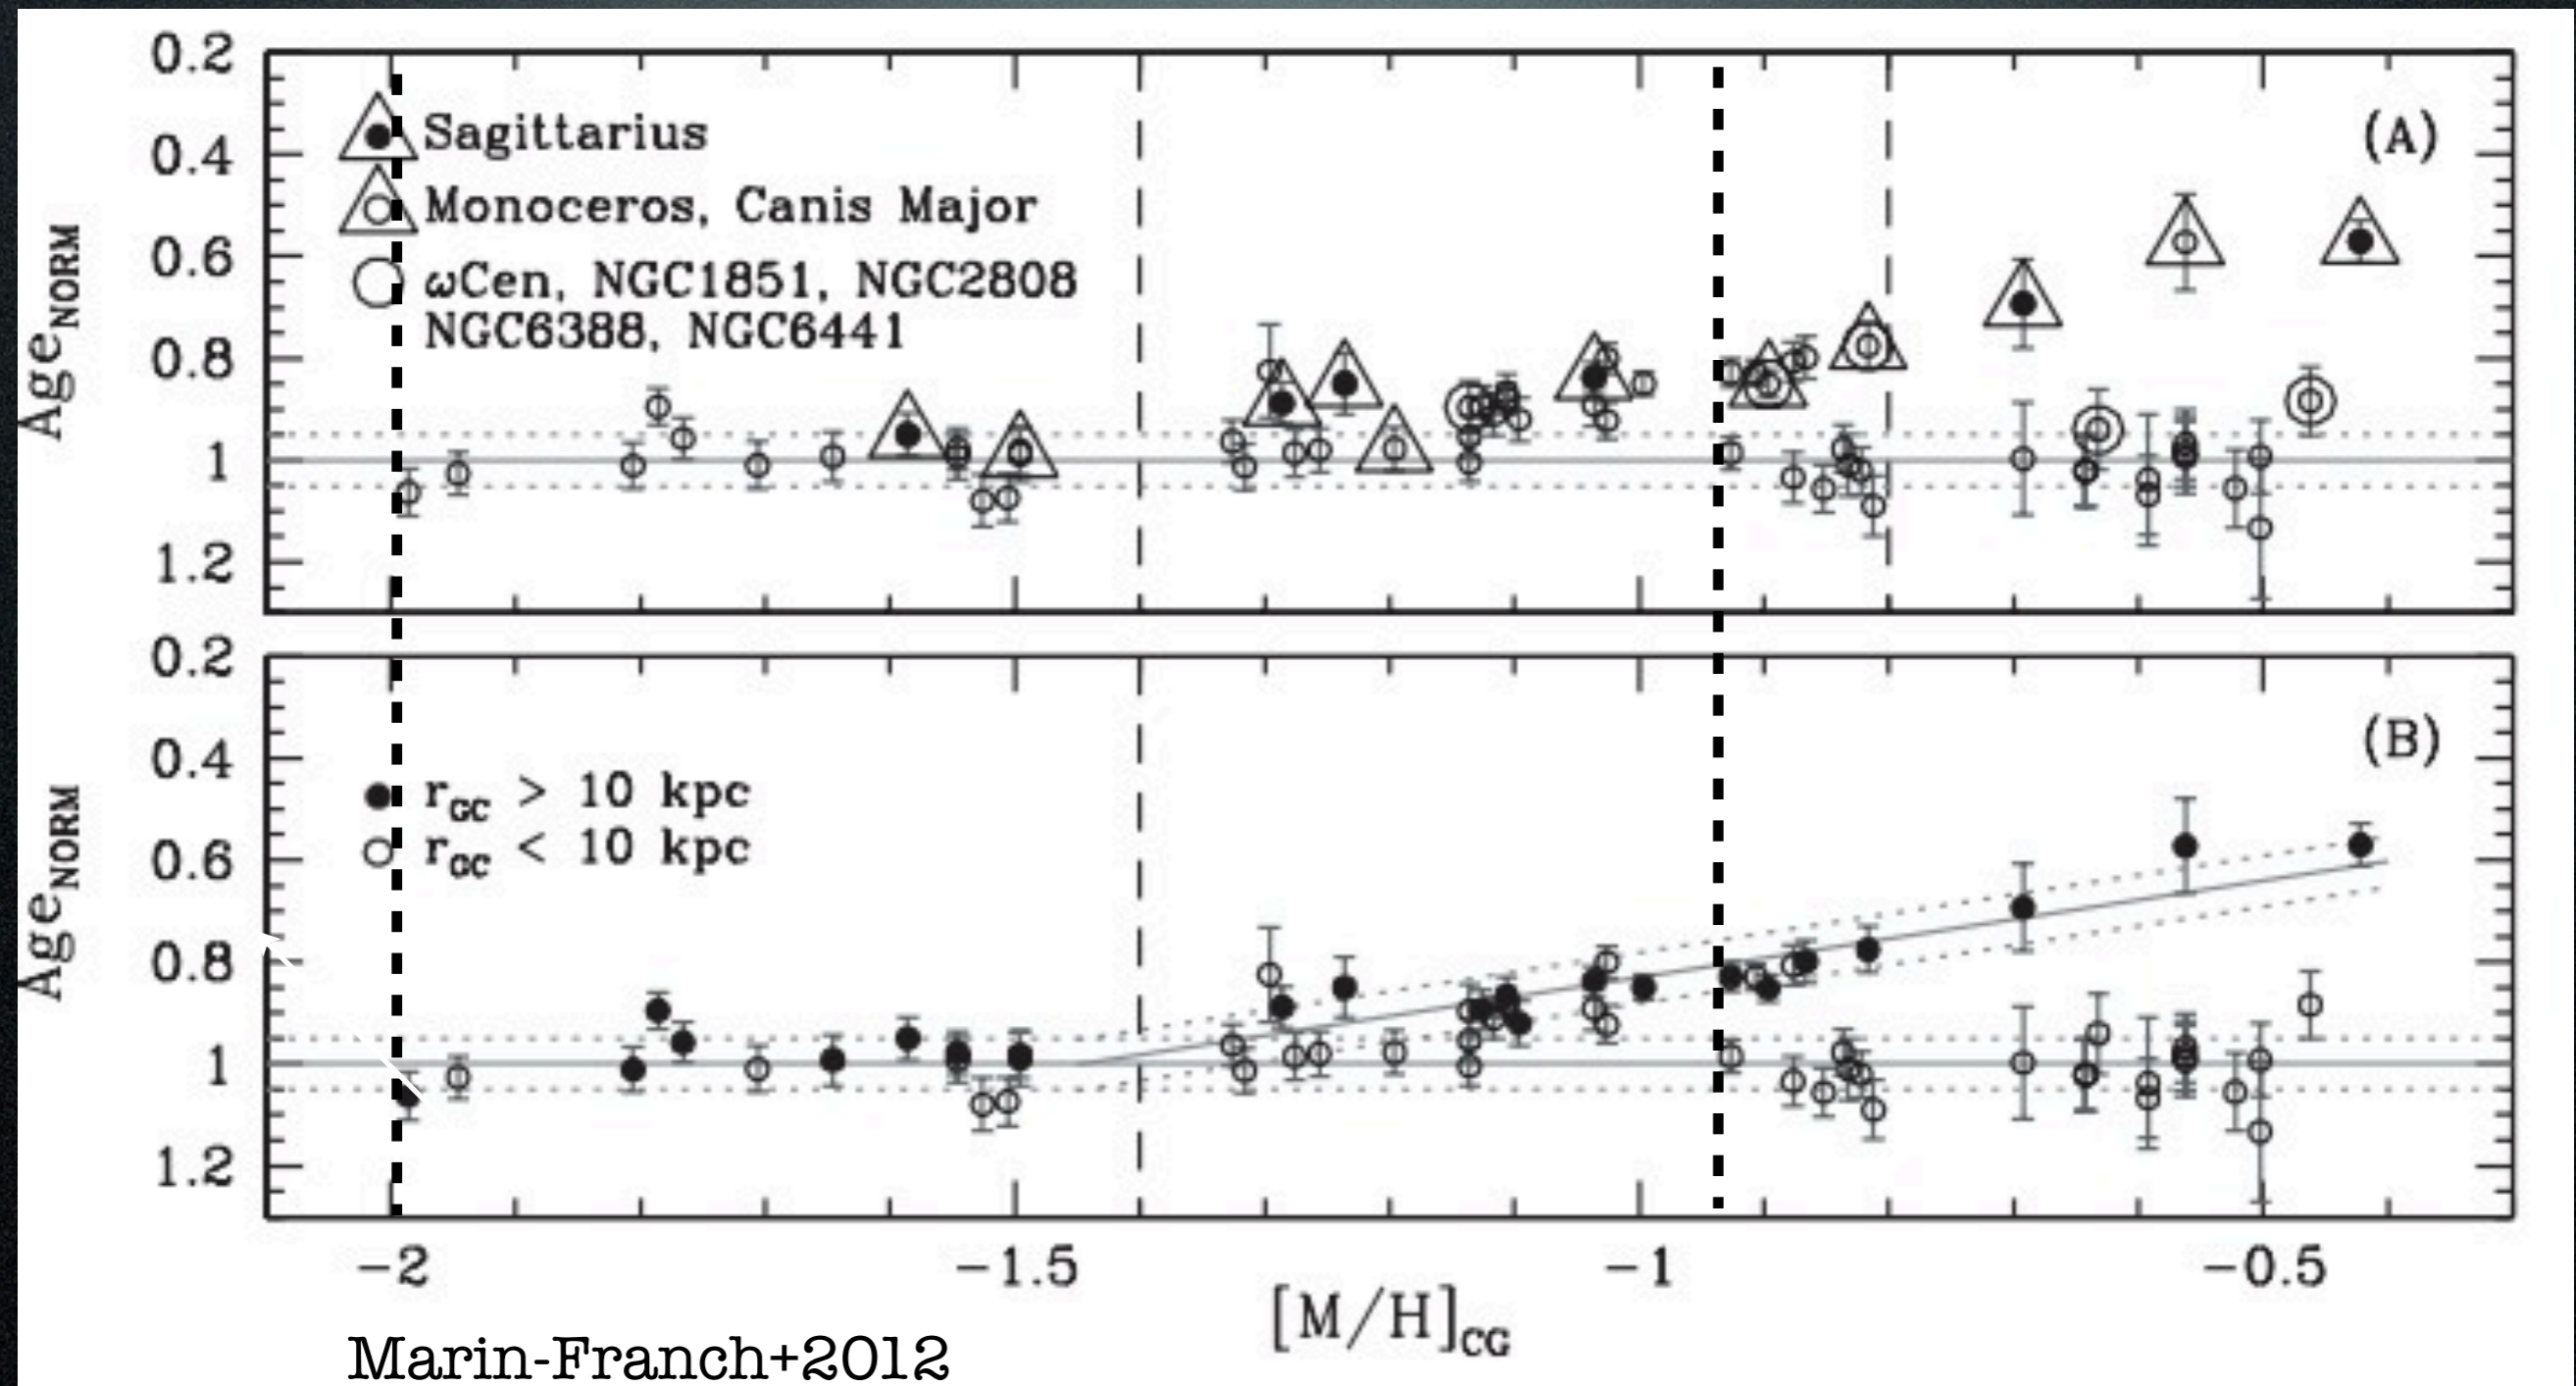 0.2
0.4
0.6
0.8
1
1.2
Age_NORM
Sagittarius
Monoceros, Canis Major
ωCen, NGC1851, NGC2808
NGC6388, NGC6441
(A)
0.2
0.4
0.6
0.8
1
1.2
Age_NORM
r_GC > 10 kpc
r_GC < 10 kpc
(B)
−2 −1.5 −1 −0.5
[M/H]_CG
Marin-Franch+2012